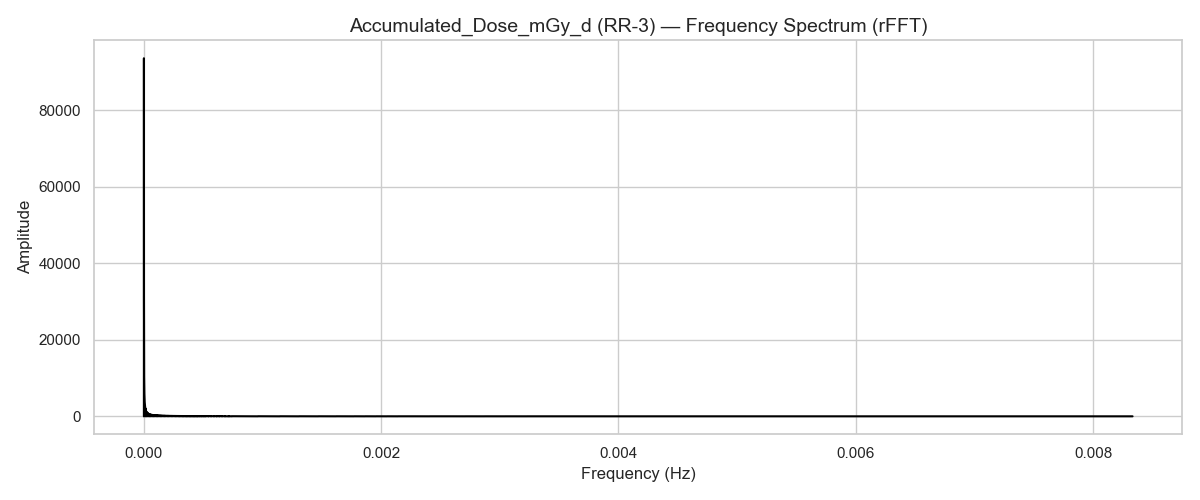 Accumulated_Dose_mGy_d (RR-3) — Frequency Spectrum (rFFT)
Amplitude
80000
60000
40000
20000
0
0.000 0.002 0.004 0.006 0.008
Frequency (Hz)